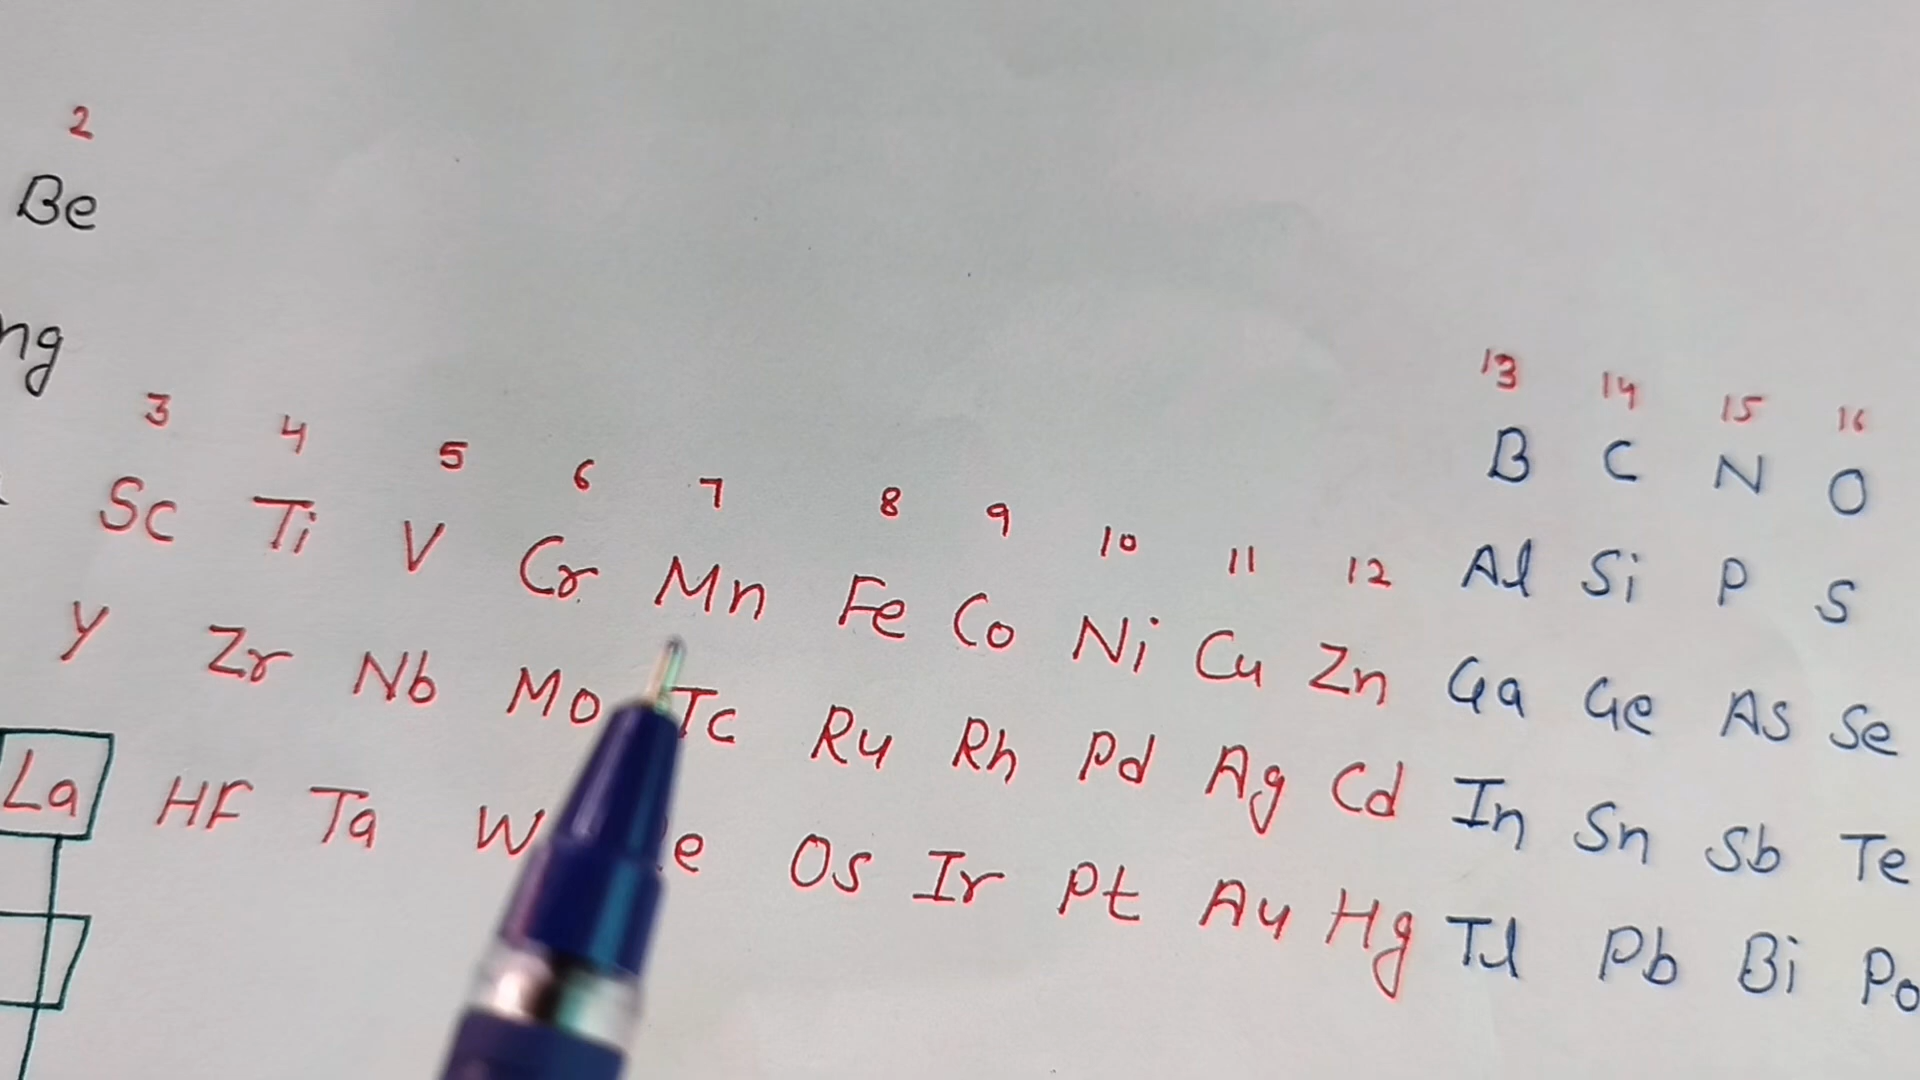 2
Be
13 14 15 16
3 4 5 6 7 8 9 10 11 12
B C N O
Al Si P S
Sc Ti V Cr Mn Fe Co Ni Cu Zn Ga Ge As Se
Y Zr Nb Mo Tc Ru Rh Pd Ag Cd In Sn Sb Te
La HF Ta W Os Ir Pt Au Hg Tl Pb Bi Po